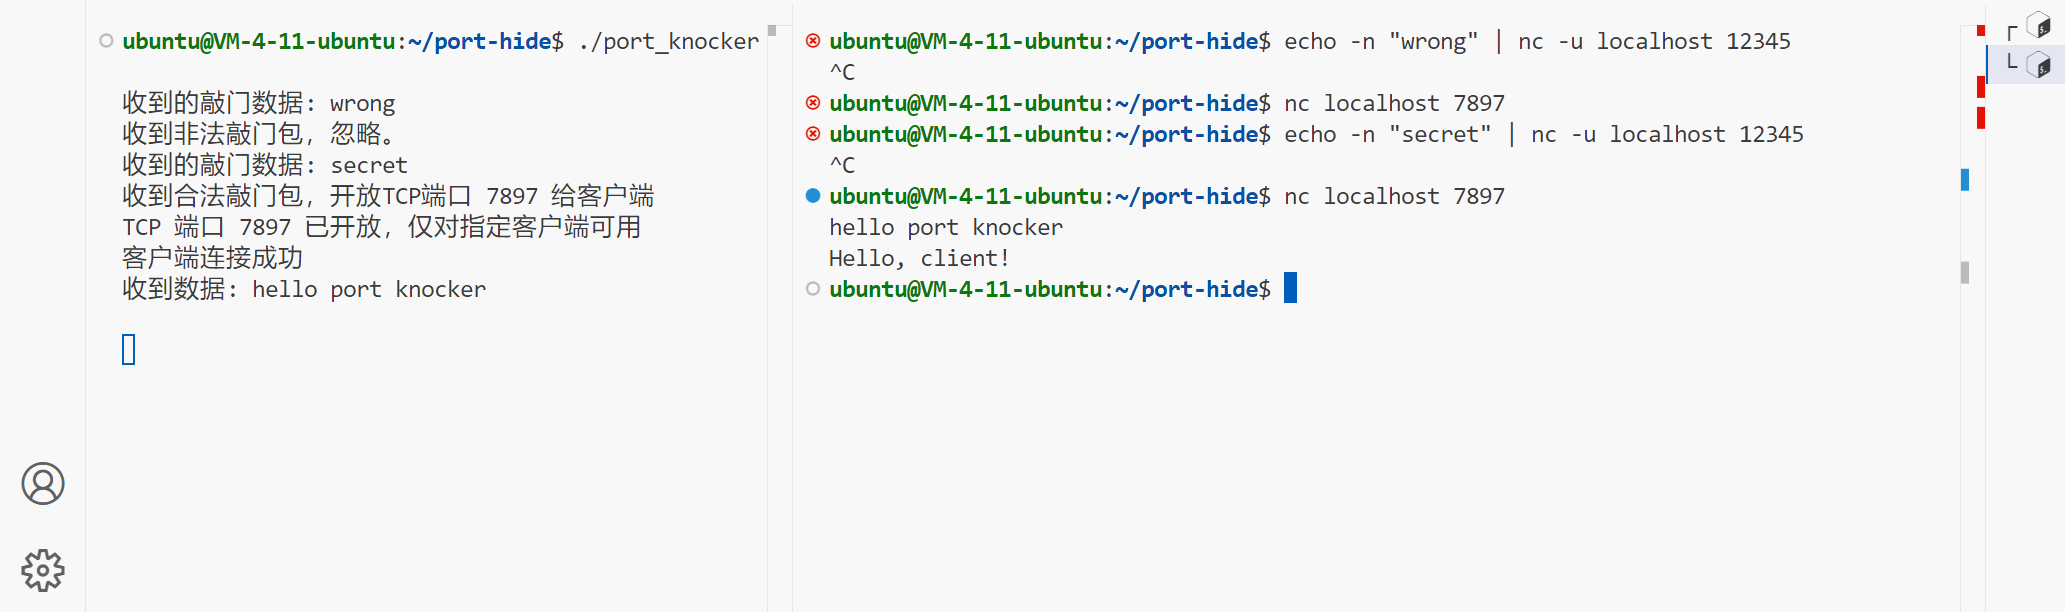 ubuntu@VM-4-11-ubuntu:~/port-hide$ ./port_knocker
收到的敲门数据: wrong
收到非法敲门包，忽略。
收到的敲门数据: secret
收到合法敲门包，开放TCP端口 7897 给客户端
TCP 端口 7897 已开放，仅对指定客户端可用
客户端连接成功
收到数据: hello port knocker
ubuntu@VM-4-11-ubuntu:~/port-hide$ echo -n "wrong" | nc -u localhost 12345
^C
ubuntu@VM-4-11-ubuntu:~/port-hide$ nc localhost 7897
ubuntu@VM-4-11-ubuntu:~/port-hide$ echo -n "secret" | nc -u localhost 12345
^C
ubuntu@VM-4-11-ubuntu:~/port-hide$ nc localhost 7897
hello port knocker
Hello, client!
ubuntu@VM-4-11-ubuntu:~/port-hide$